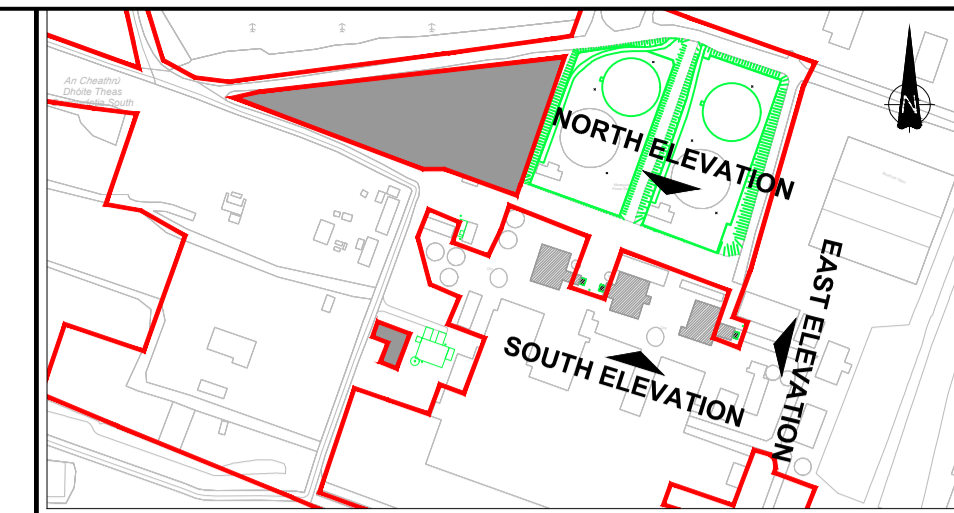 An Cheathrú
Dhóite Theas
N
NORTH ELEVATION
EAST ELEVATION
SOUTH ELEVATION